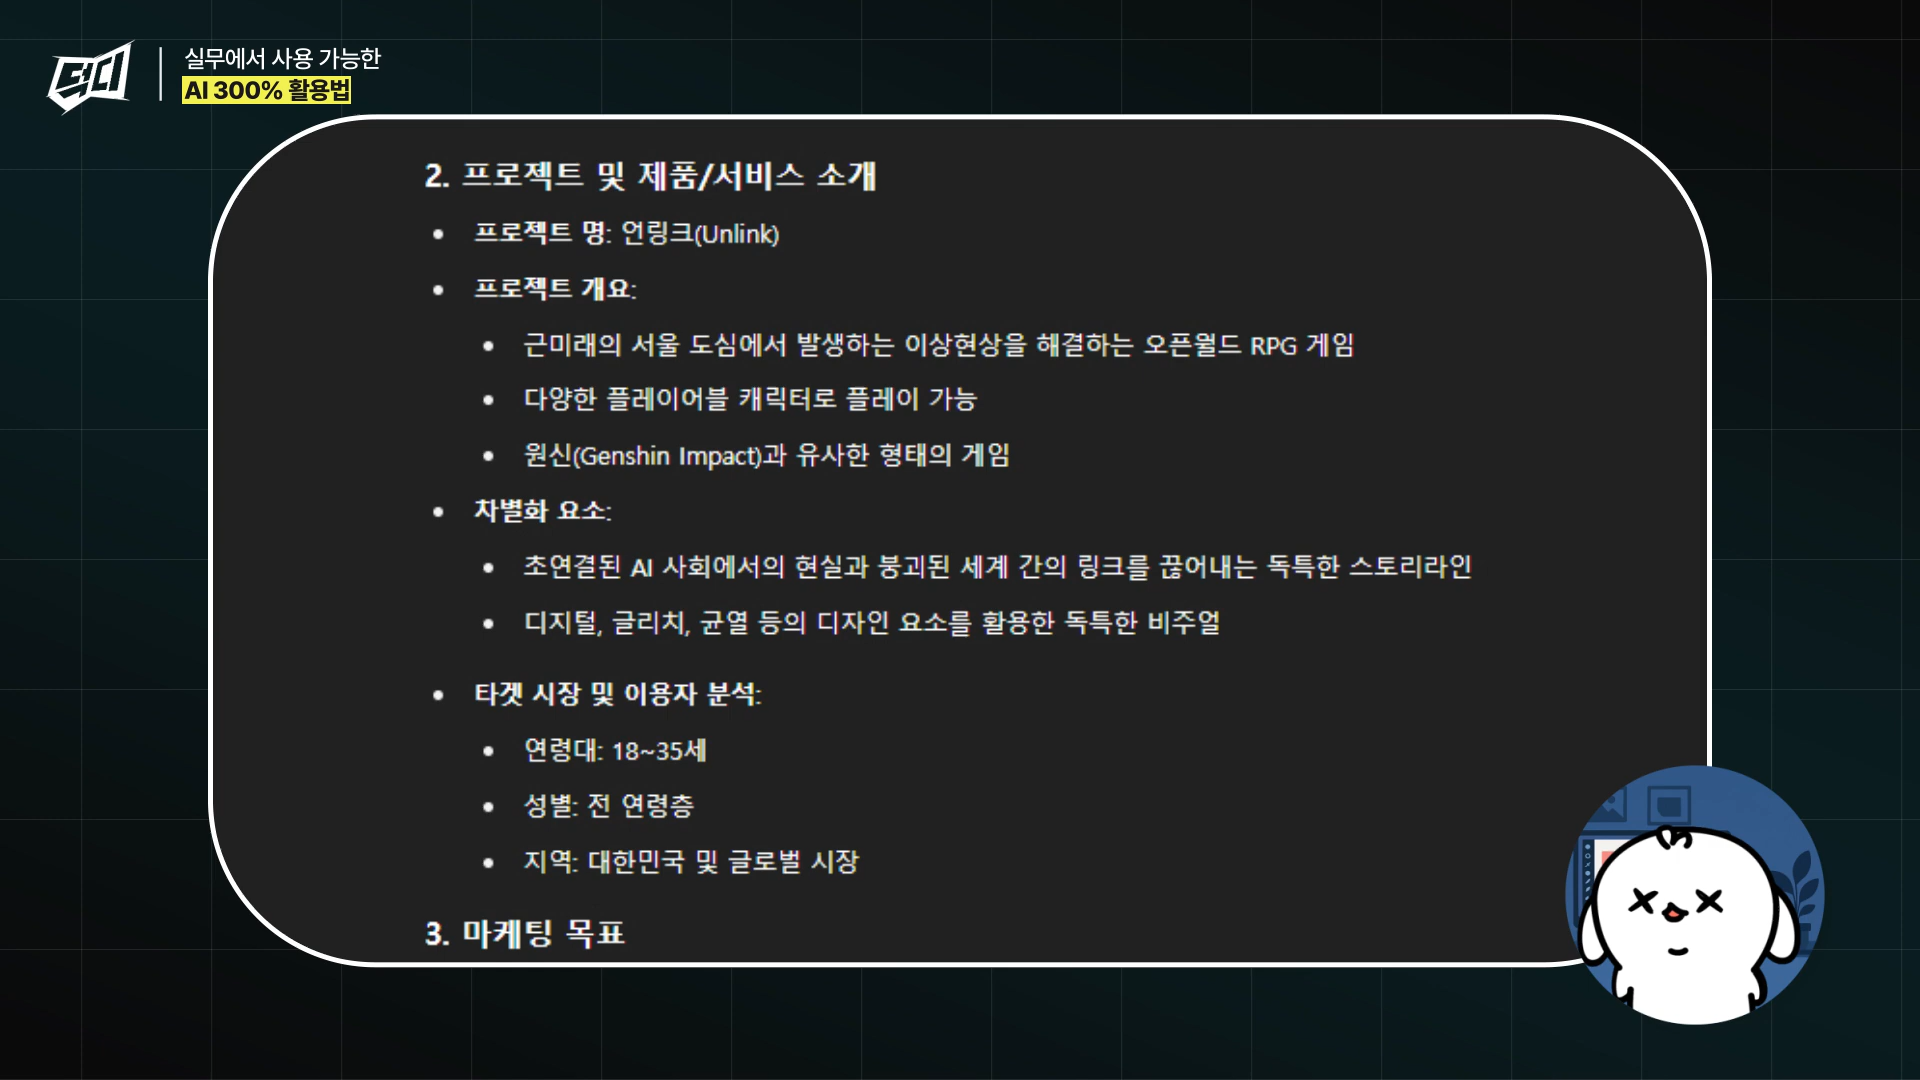 터디
실무에서 사용 가능한
AI 300% 활용법
2. 프로젝트 및 제품/서비스 소개
• 프로젝트 명: 언링크(Unlink)
• 프로젝트 개요:
• 근미래의 서울 도심에서 발생하는 이상현상을 해결하는 오픈월드 RPG 게임
• 다양한 플레이어블 캐릭터로 플레이 가능
• 원신(Genshin Impact)과 유사한 형태의 게임
• 차별화 요소:
• 초연결된 AI 사회에서의 현실과 붕괴된 세계 간의 링크를 끊어내는 독특한 스토리라인
• 디지털, 글리치, 균열 등의 디자인 요소를 활용한 독특한 비주얼
• 타겟 시장 및 이용자 분석:
• 연령대: 18~35세
• 성별: 전 연령층
• 지역: 대한민국 및 글로벌 시장
3. 마케팅 목표